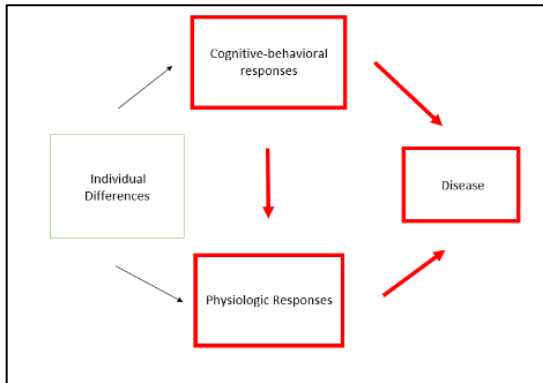 Cognitive-behavioral
responses
Individual
Differences
Disease
Physiologic Responses